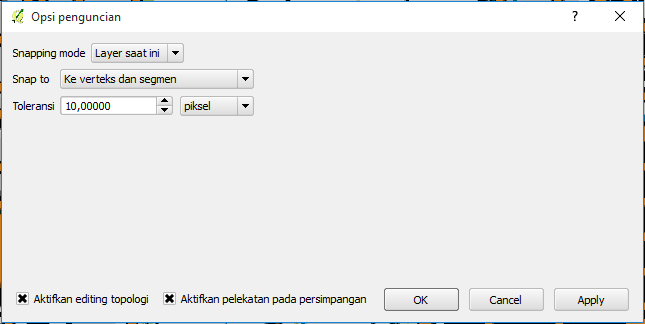 Opsi penguncian
Snapping mode Layer saat ini
Snap to Ke verteks dan segmen
Toleransi 10,00000 piksel
Aktifkan editing topologi Aktifkan pelekatan pada persimpangan OK Cancel Apply